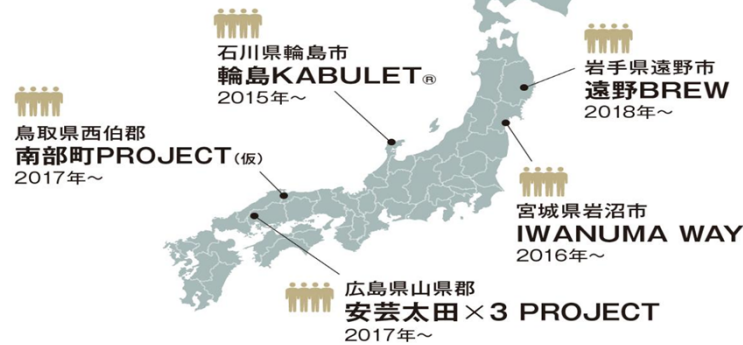 石川県輪島市
輪島KABULET®
2015年~
岩手県遠野市
遠野BREW
2018年~
鳥取県西伯郡
南部町PROJECT(仮)
2017年~
宮城県岩沼市
IWANUMA WAY
2016年~
広島県山県郡
安芸太田×3 PROJECT
2017年~